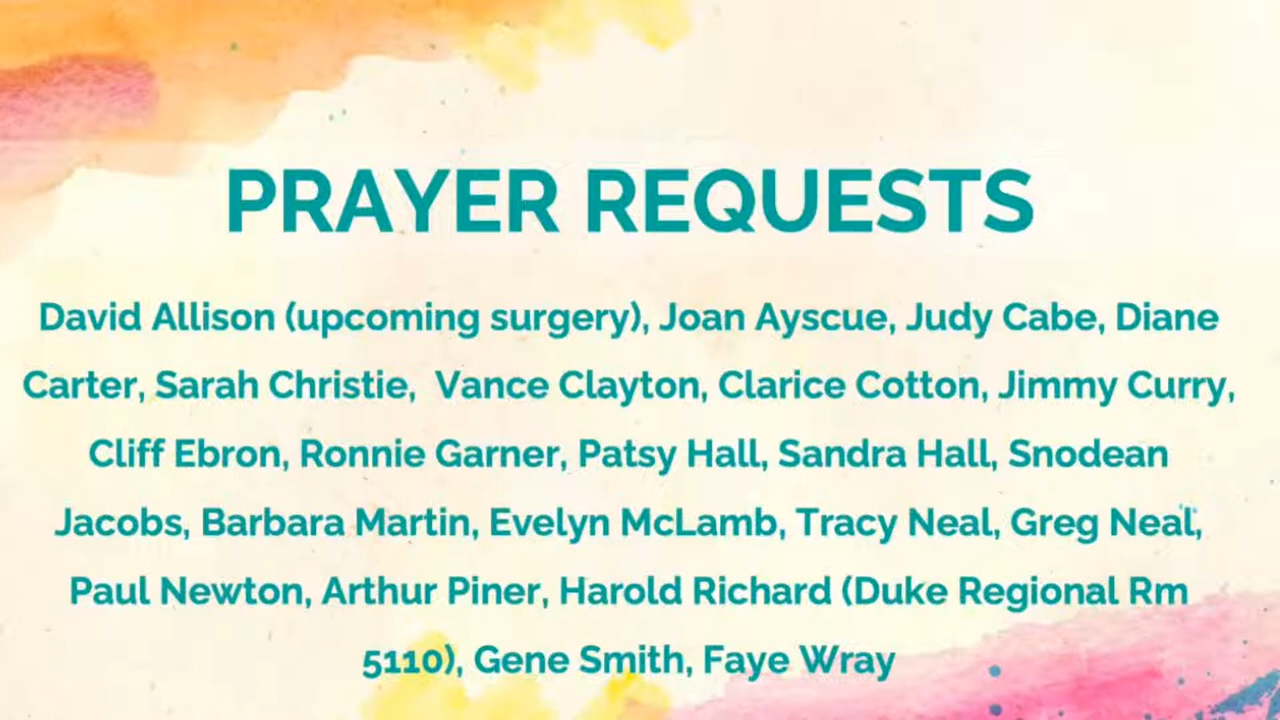 PRAYER REQUESTS
David Allison (upcoming surgery), Joan Ayscue, Judy Cabe, Diane
Carter, Sarah Christie, Vance Clayton, Clarice Cotton, Jimmy Curry,
Cliff Ebron, Ronnie Garner, Patsy Hall, Sandra Hall, Snodean
Jacobs, Barbara Martin, Evelyn McLamb, Tracy Neal, Greg Neal,
Paul Newton, Arthur Piner, Harold Richard (Duke Regional Rm
5110), Gene Smith, Faye Wray